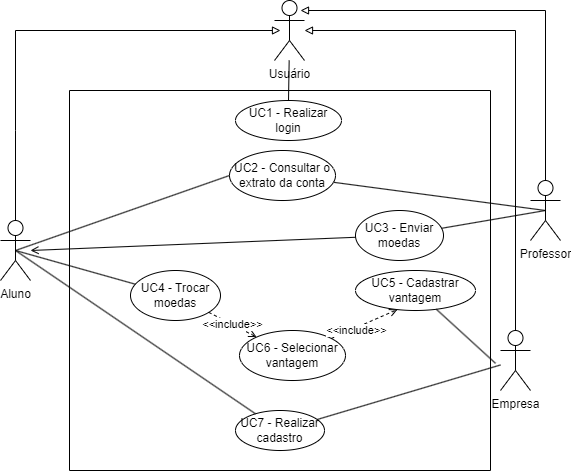 Usuário
UC1 - Realizar
login
UC2 - Consultar o
extrato da conta
UC3 - Enviar
moedas
Professor
Aluno
UC4 - Trocar
moedas
UC5 - Cadastrar
vantagem
<<include>>
<<include>>
UC6 - Selecionar
vantagem
Empresa
UC7 - Realizar
cadastro